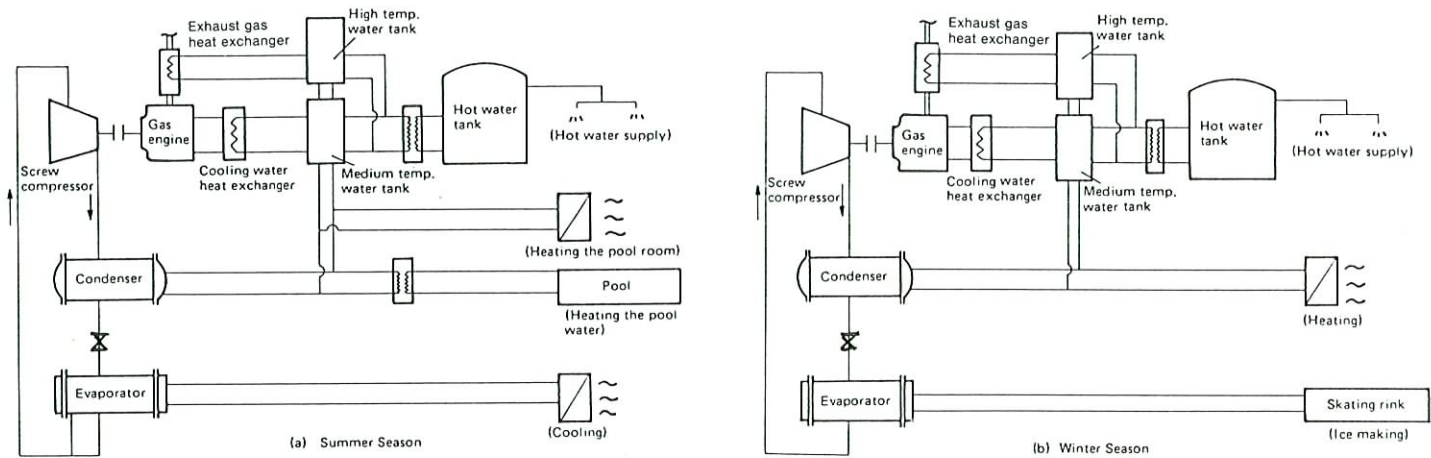 Exhaust gas
heat exchanger
High temp.
water tank
Gas
engine
Hot water
tank
(Hot water supply)
Screw
compressor
Cooling water
heat exchanger
Medium temp.
water tank
(Heating the pool room)
Condenser
Pool
(Heating the pool
water)
Evaporator
(Cooling)
(a) Summer Season
Exhaust gas
heat exchanger
High temp.
water tank
Gas
engine
Hot water
tank
(Hot water supply)
Screw
compressor
Cooling water
heat exchanger
Medium temp.
water tank
Condenser
(Heating)
Evaporator
Skating rink
(Ice making)
(b) Winter Season